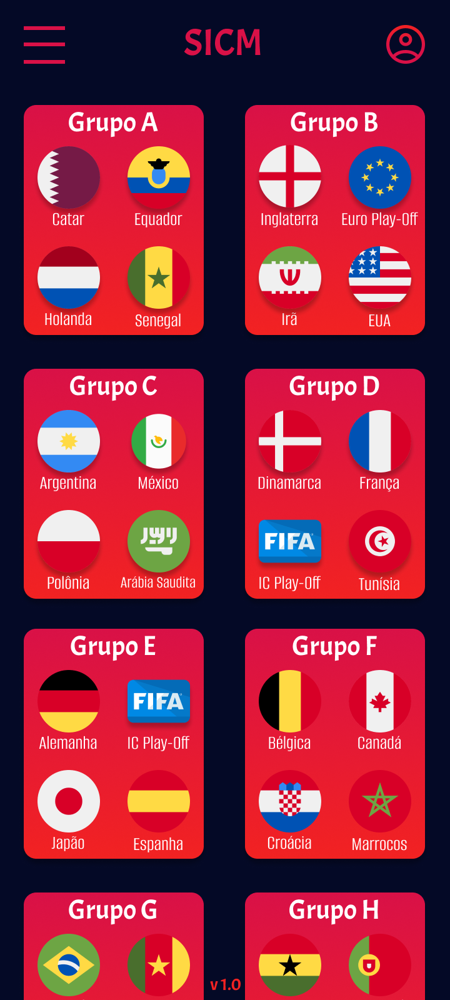 SICM
Grupo A
Catar
Equador
Holanda
Senegal
Grupo B
Inglaterra
Euro Play-Off
Irã
EUA
Grupo C
Argentina
México
Polônia
Arábia Saudita
Grupo D
Dinamarca
França
FIFA
IC Play-Off
Tunísia
Grupo E
Alemanha
FIFA
IC Play-Off
Japão
Espanha
Grupo F
Bélgica
Canadá
Croácia
Marrocos
Grupo G
Grupo H
v1.0